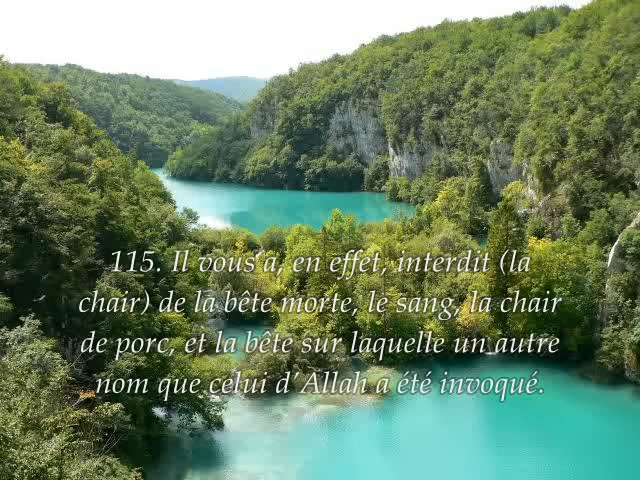 115. Il vous a, en effet, interdit (la
chair) de la bête morte, le sang, la chair
de porc, et la bête sur laquelle un autre
nom que celui d'Allah a été invoqué.